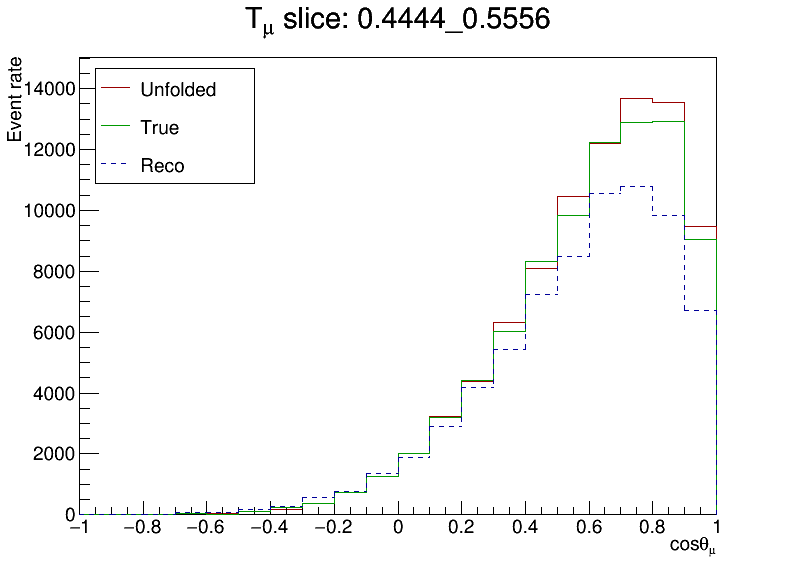 Tμ slice: 0.4444_0.5556
Event rate
14000
12000
10000
8000
6000
4000
2000
0
Unfolded
True
Reco
−1 −0.8 −0.6 −0.4 −0.2 0 0.2 0.4 0.6 0.8 1
cosθμ